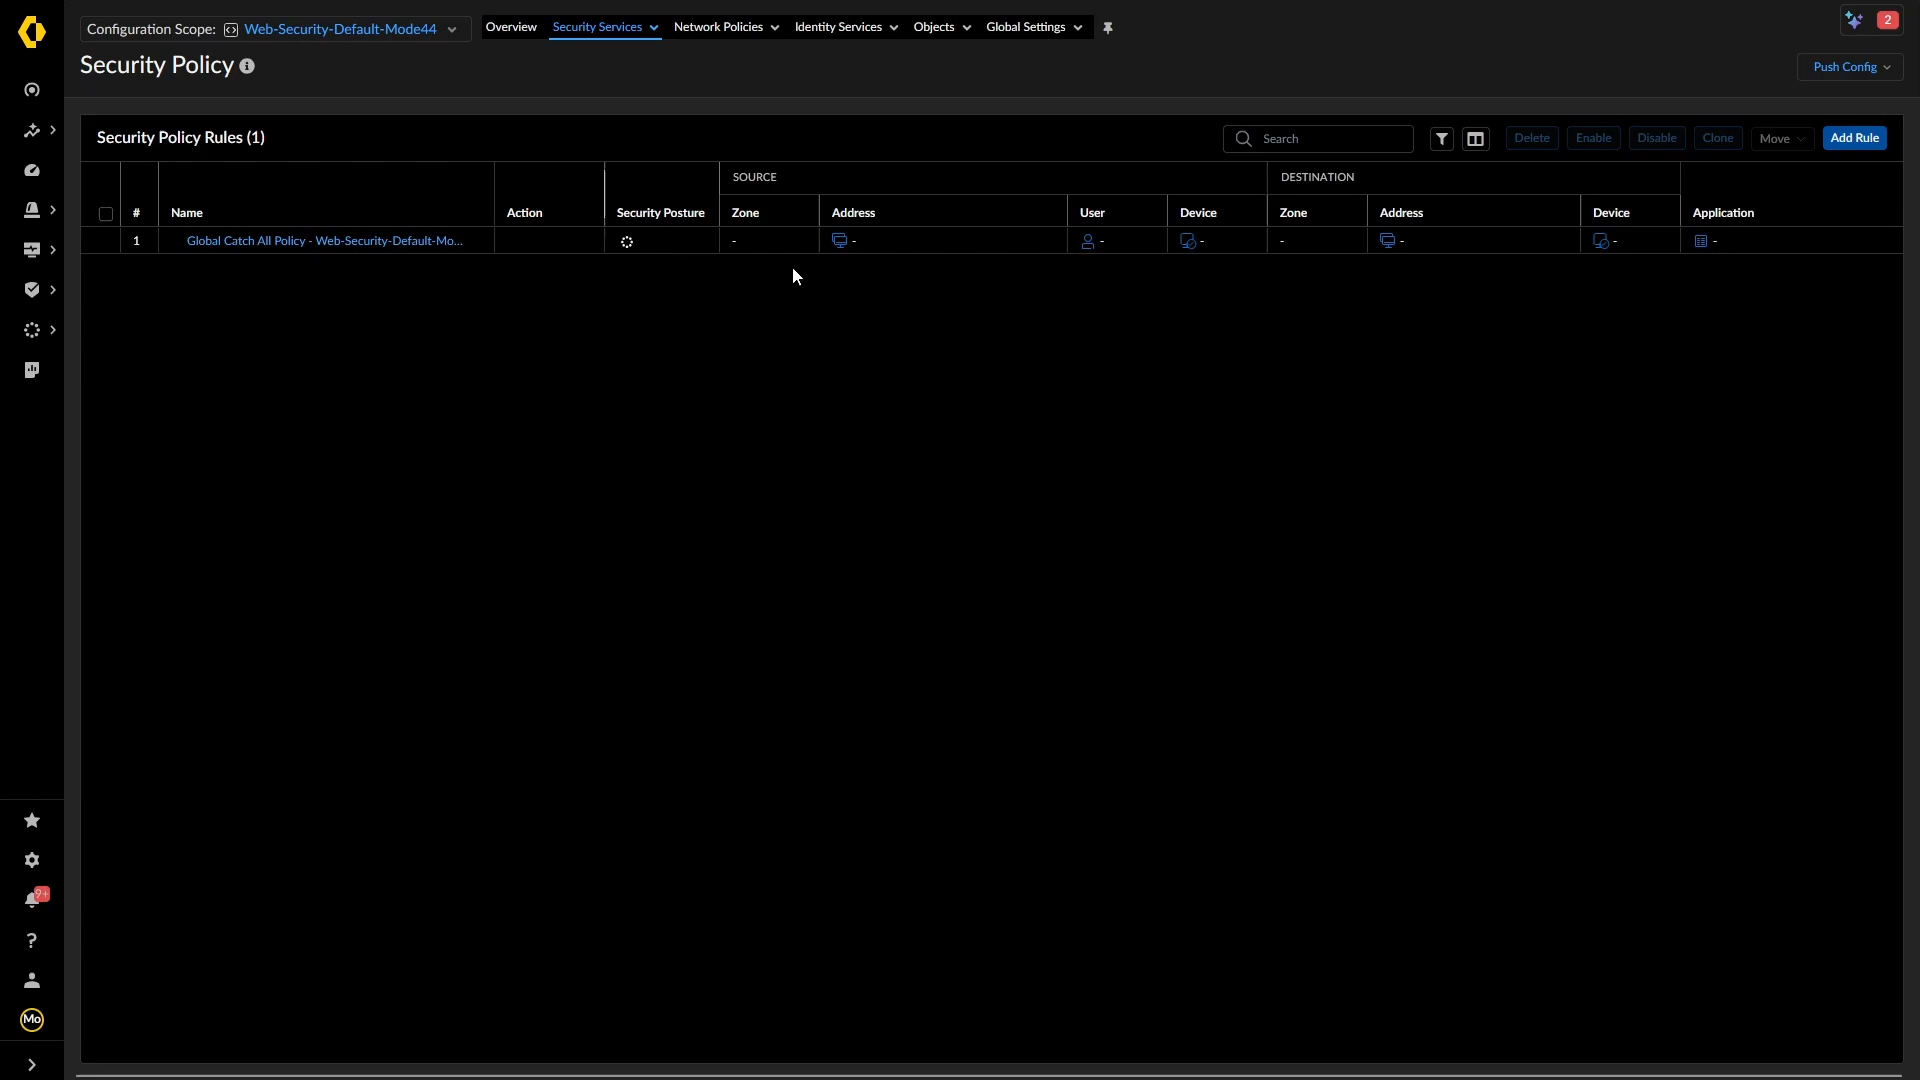 Configuration Scope: Web-Security-Default-Mode44
Overview Security Services Network Policies Identity Services Objects Global Settings
2
Security Policy
Push Config
Security Policy Rules (1)
Search
Delete Enable Disable Clone Move Add Rule
SOURCE DESTINATION
# Name Action Security Posture Zone Address User Device Zone Address Device Application
1 Global Catch All Policy - Web-Security-Default-Mo... - - - - - - - -
9+
?
Mo